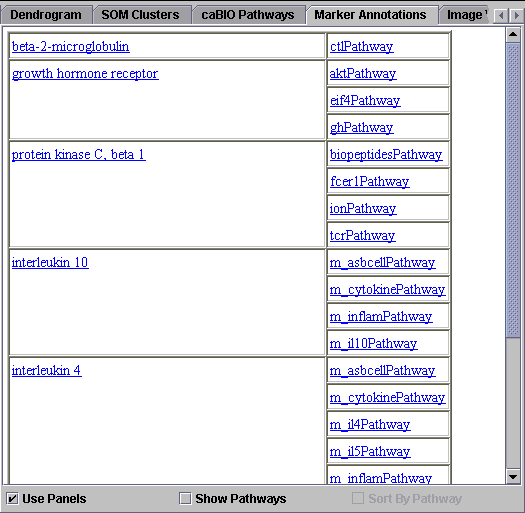 Dendrogram SOM Clusters caBIO Pathways Marker Annotations Image
beta-2-microglobulin ctlPathway
growth hormone receptor aktPathway
eif4Pathway
ghPathway
protein kinase C, beta 1 biopeptidesPathway
fcer1Pathway
ionPathway
tcrPathway
interleukin 10 m_asbcellPathway
m_cytokinePathway
m_inflamPathway
m_il10Pathway
interleukin 4 m_asbcellPathway
m_cytokinePathway
m_il4Pathway
m_il5Pathway
m_inflamPathway
Use Panels Show Pathways Sort By Pathway